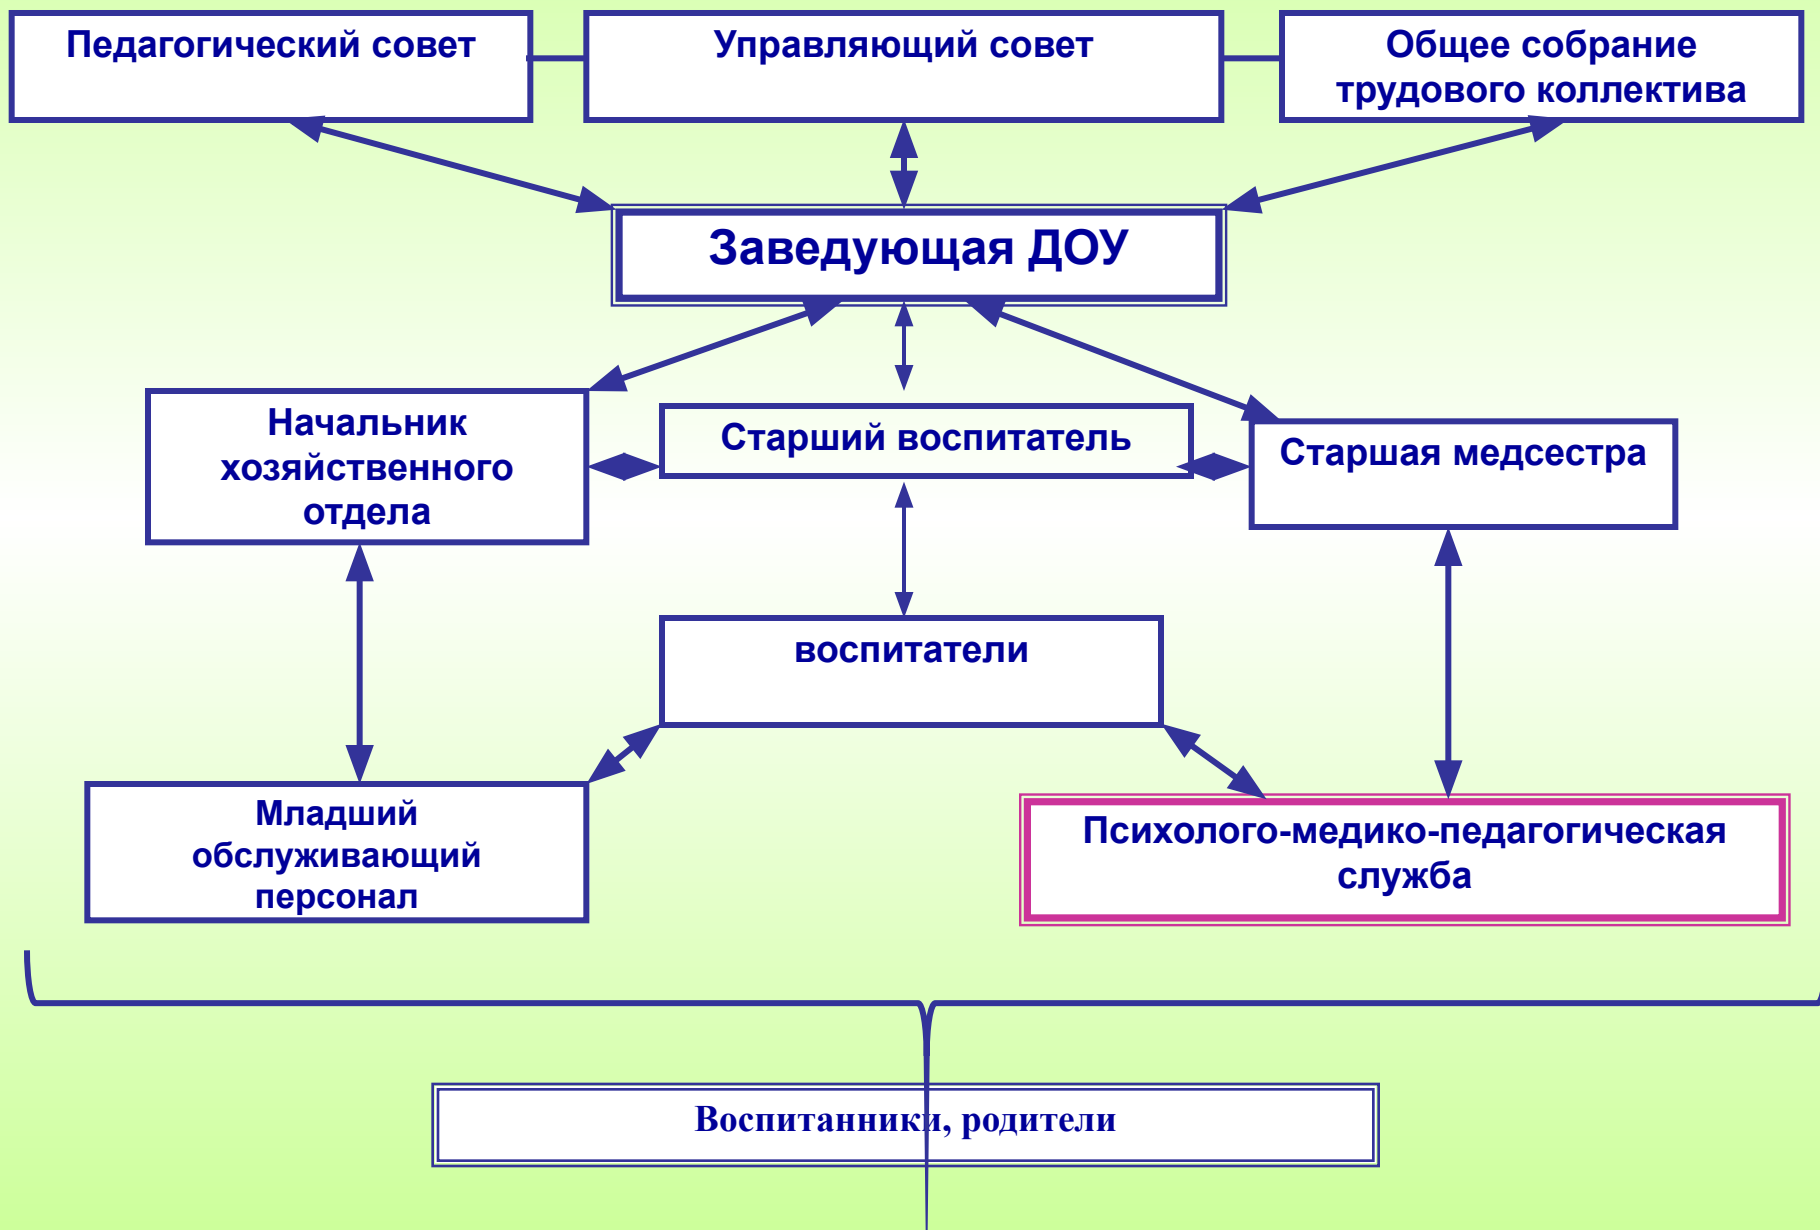 Педагогический совет
Управляющий совет
Общее собрание
трудового коллектива
Заведующая ДОУ
Начальник
хозяйственного
отдела
Старший воспитатель
Старшая медсестра
воспитатели
Младший
обслуживающий
персонал
Психолого-медико-педагогическая
служба
Воспитанники, родители